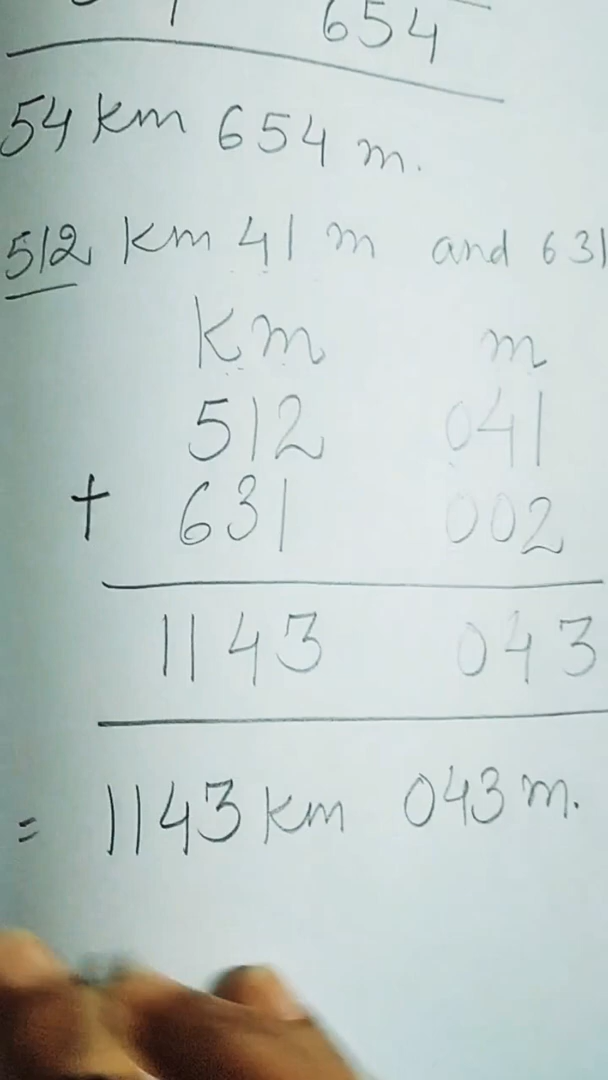 654
54 km 654 m.
512 km 41 m and 631
Km m
512 041
+ 631 002
1143 043
= 1143 km 043 m.